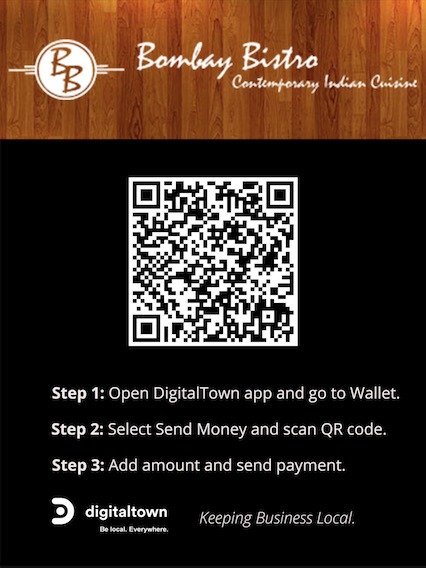 BB
Bombay Bistro
Contemporary Indian Cuisine
Step 1: Open DigitalTown app and go to Wallet.
Step 2: Select Send Money and scan QR code.
Step 3: Add amount and send payment.
digitaltown
Be local. Everywhere.
Keeping Business Local.